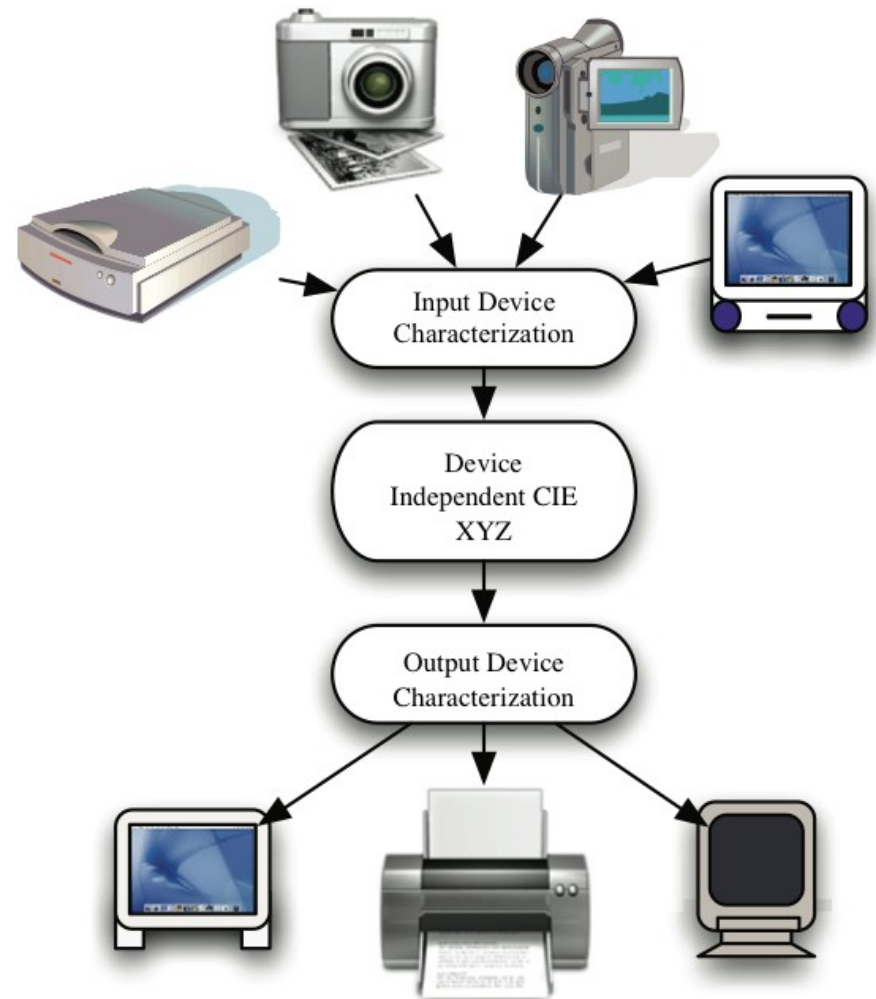 Input Device
Characterization
Device
Independent CIE
XYZ
Output Device
Characterization